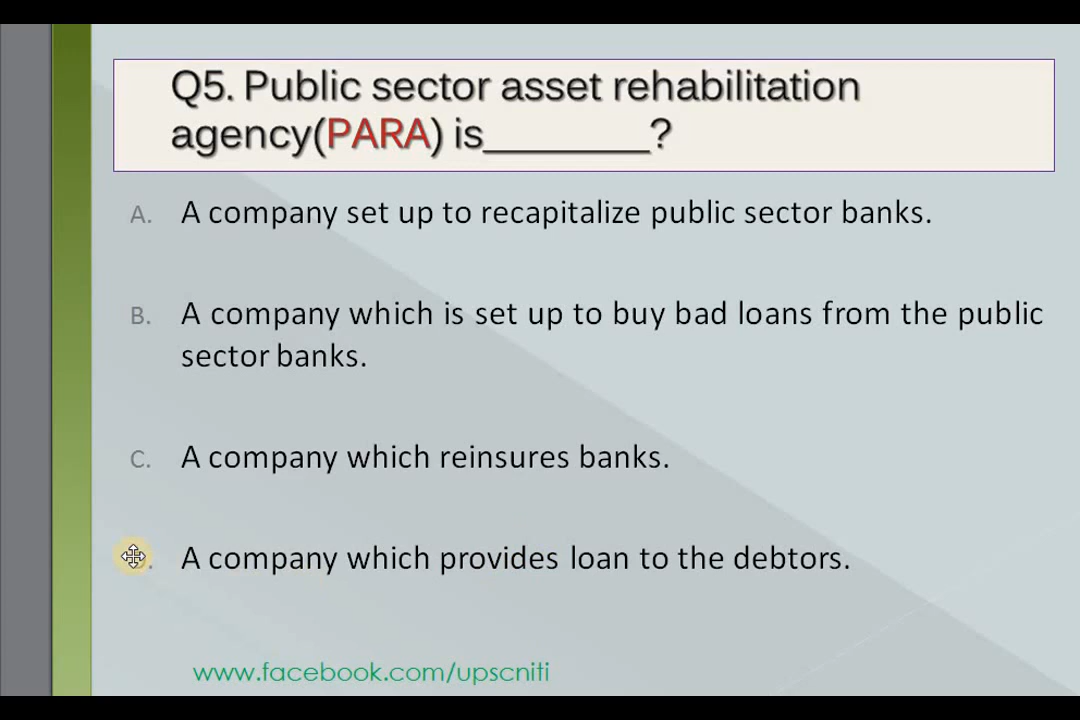 Q5. Public sector asset rehabilitation
agency(PARA) is________?
A. A company set up to recapitalize public sector banks.
B. A company which is set up to buy bad loans from the public
sector banks.
C. A company which reinsures banks.
A company which provides loan to the debtors.
www.facebook.com/upscniti